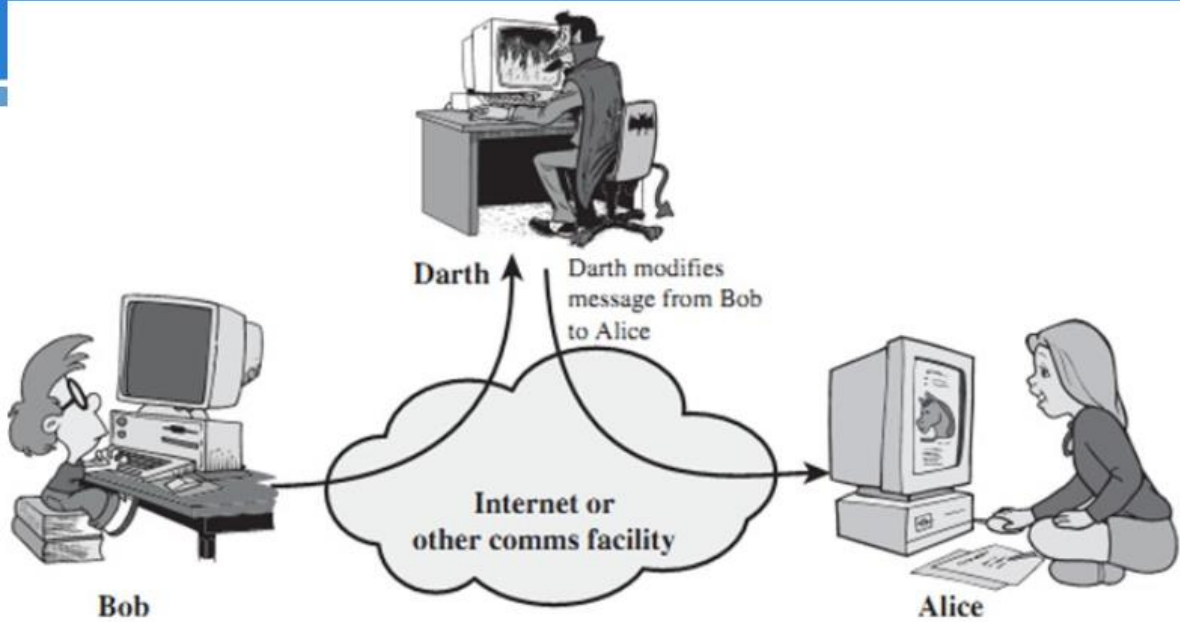 Darth
Darth modifies
message from Bob
to Alice
Internet or
other comms facility
Bob
Alice